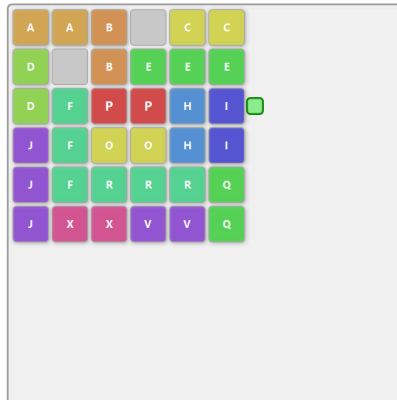 A A B C C
D B E E E
D F P P H I
J F O O H I
J F R R R Q
J X X V V Q